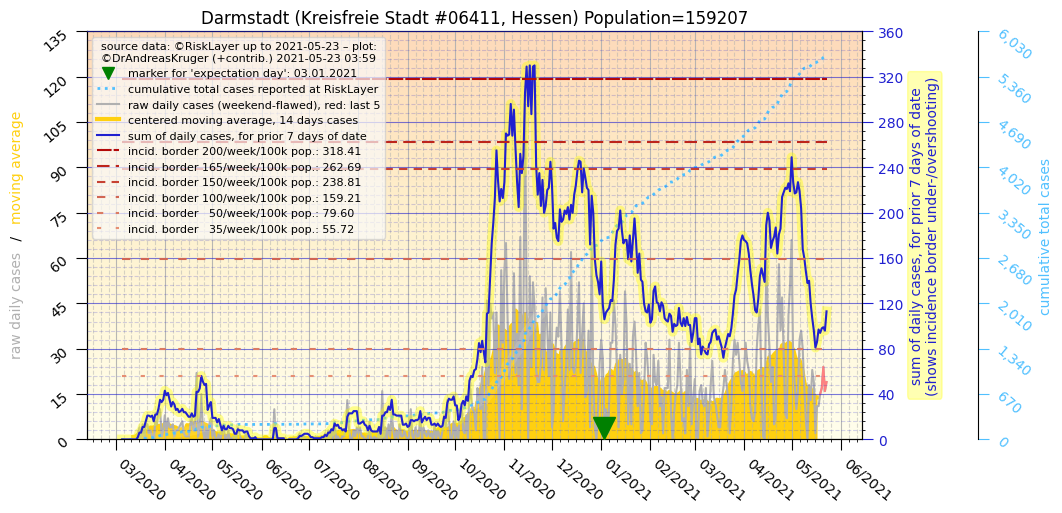 Darmstadt (Kreisfreie Stadt #06411, Hessen) Population=159207
source data: ©RiskLayer up to 2021-05-23 – plot:
©DrAndreasKruger (+contrib.) 2021-05-23 03:59
marker for 'expectation day': 03.01.2021
cumulative total cases reported at RiskLayer
raw daily cases (weekend-flawed), red: last 5
centered moving average, 14 days cases
sum of daily cases, for prior 7 days of date
incid. border 200/week/100k pop.: 318.41
incid. border 165/week/100k pop.: 262.69
incid. border 150/week/100k pop.: 238.81
incid. border 100/week/100k pop.: 159.21
incid. border   50/week/100k pop.: 79.60
incid. border   35/week/100k pop.: 55.72
raw daily cases / moving average
135
120
105
90
75
60
45
30
15
0
03/2020
04/2020
05/2020
06/2020
07/2020
08/2020
09/2020
10/2020
11/2020
12/2020
01/2021
02/2021
03/2021
04/2021
05/2021
06/2021
360
320
280
240
200
160
120
80
40
0
sum of daily cases, for prior 7 days of date
(shows incidence border under-/overshooting)
6,030
5,360
4,690
4,020
3,350
2,680
2,010
1,340
670
0
cumulative total cases